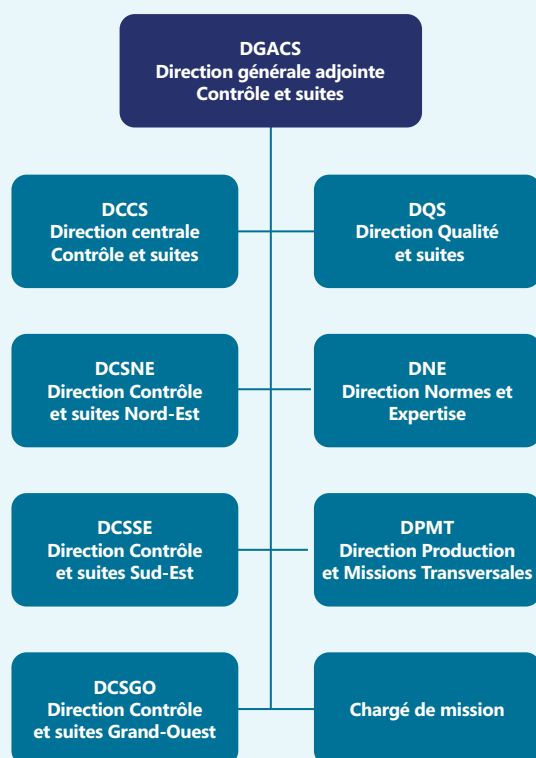 DGACS
Direction générale adjointe
Contrôle et suites
DCCS
Direction centrale
Contrôle et suites
DQS
Direction Qualité
et suites
DCSNE
Direction Contrôle
et suites Nord-Est
DNE
Direction Normes et
Expertise
DCSSE
Direction Contrôle
et suites Sud-Est
DPMT
Direction Production
et Missions Transversales
DCSGO
Direction Contrôle
et suites Grand-Ouest
Chargé de mission